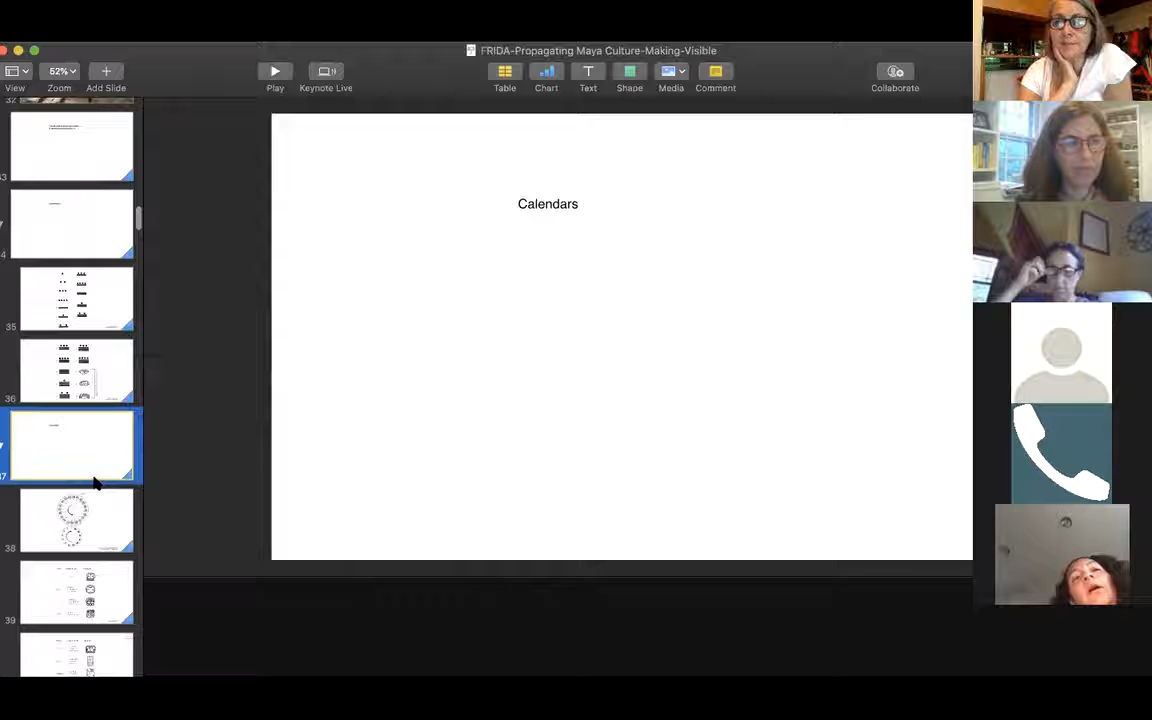 FRIDA-Propagating Maya Culture-Making-Visible
52%
View
Zoom
Add Slide
Play
Keynote Live
Table
Chart
Text
Shape
Media
Comment
Collaborate
32
Calendars
35
36
38
39